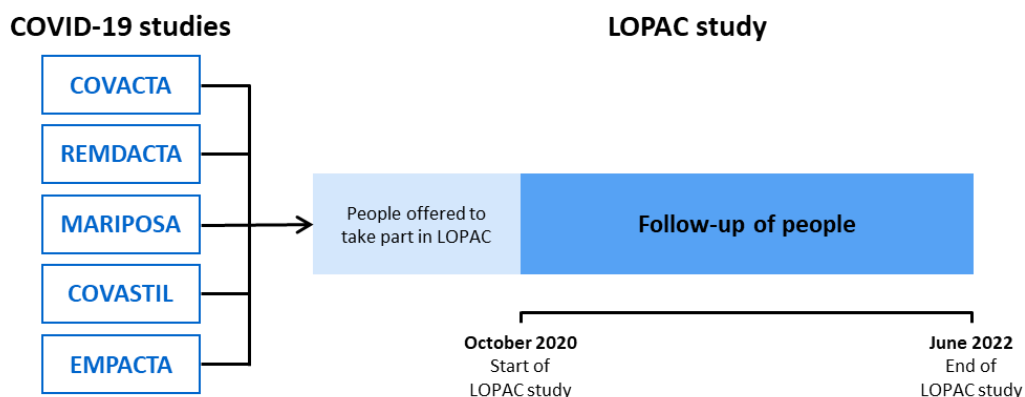 COVID-19 studies
LOPAC study
COVACTA
REMDACTA
MARIPOSA
COVASTIL
EMPACTA
People offered to
take part in LOPAC
Follow-up of people
October 2020
Start of
LOPAC study
June 2022
End of
LOPAC study